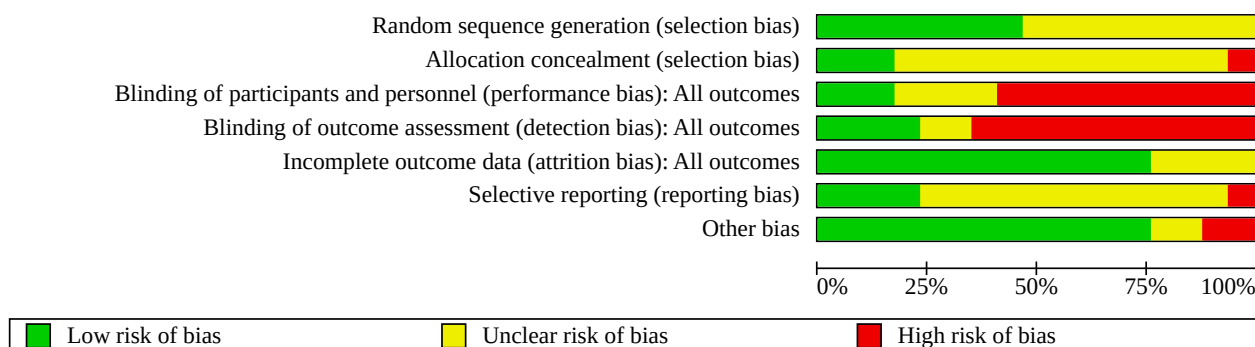 Random sequence generation (selection bias)
Allocation concealment (selection bias)
Blinding of participants and personnel (performance bias): All outcomes
Blinding of outcome assessment (detection bias): All outcomes
Incomplete outcome data (attrition bias): All outcomes
Selective reporting (reporting bias)
Other bias
0% 25% 50% 75% 100%
Low risk of bias Unclear risk of bias High risk of bias